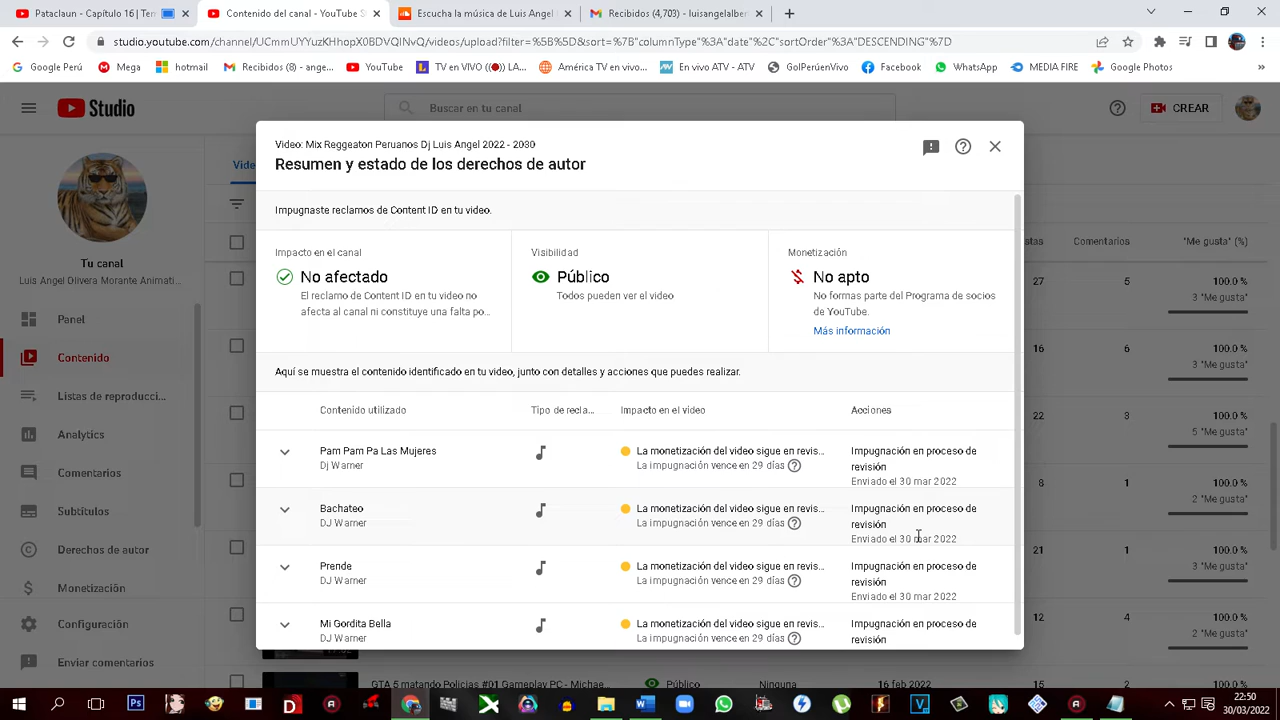 Pataclun - Capítulo 16 | Tem
Contenido del canal - YouTube S
Escucha la música de Luis Angel
Recibidos (4,703) - luisangelalber
studio.youtube.com/channel/UCmmUYYuzKHhopX0BDVQINvQ/videos/upload?filter=%5B%5D&sort=%7B"columnType"%3A"date"%2C"sortOrder"%3A"DESCENDING"%7D
Google Perú
Mega
hotmail
Recibidos (8) - ange...
YouTube
TV en VIVO ((🔴)) LA...
América TV en vivo...
En vivo ATV - ATV
GolPerúenVivo
Facebook
WhatsApp
MEDIA FIRE
Google Photos
»
Studio
Buscar en tu canal
CREAR
Tu canal
Luis Angel Olivera Morante Animati...
Panel
Contenido
Listas de reproducci...
Analytics
Comentarios
Subtítulos
Derechos de autor
Monetización
Configuración
Enviar comentarios
Vide
Video: Mix Reggeaton Peruanos Dj Luis Angel 2022 - 2030
Resumen y estado de los derechos de autor
Impugnaste reclamos de Content ID en tu video.
Impacto en el canal
No afectado
El reclamo de Content ID en tu video no
afecta al canal ni constituye una falta po...
Visibilidad
Público
Todos pueden ver el video
Monetización
No apto
No formas parte del Programa de socios
de YouTube.
Más información
Aquí se muestra el contenido identificado en tu video, junto con detalles y acciones que puedes realizar.
Contenido utilizado
Tipo de recla...
Impacto en el video
Acciones
Pam Pam Pa Las Mujeres
Dj Warner
La monetización del video sigue en revis...
La impugnación vence en 29 días
Impugnación en proceso de
revisión
Enviado el 30 mar 2022
Bachateo
DJ Warner
La monetización del video sigue en revis...
La impugnación vence en 29 días
Impugnación en proceso de
revisión
Enviado el 30 mar 2022
Prende
DJ Warner
La monetización del video sigue en revis...
La impugnación vence en 29 días
Impugnación en proceso de
revisión
Enviado el 30 mar 2022
Mi Gordita Bella
DJ Warner
La monetización del video sigue en revis...
La impugnación vence en 29 días
Impugnación en proceso de
revisión
stas
Comentarios
"Me gusta" (%)
27
5
100.0 %
3 "Me gusta"
16
6
100.0 %
3 "Me gusta"
22
3
100.0 %
5 "Me gusta"
8
1
100.0 %
2 "Me gusta"
21
1
100.0 %
3 "Me gusta"
12
4
100.0 %
2 "Me gusta"
GTA 5 matando Policías #01 Gameplay PC - Michae...
Público
Ninguna
16 feb 2022
15
2
100.0 %
22:50
30/03/2022